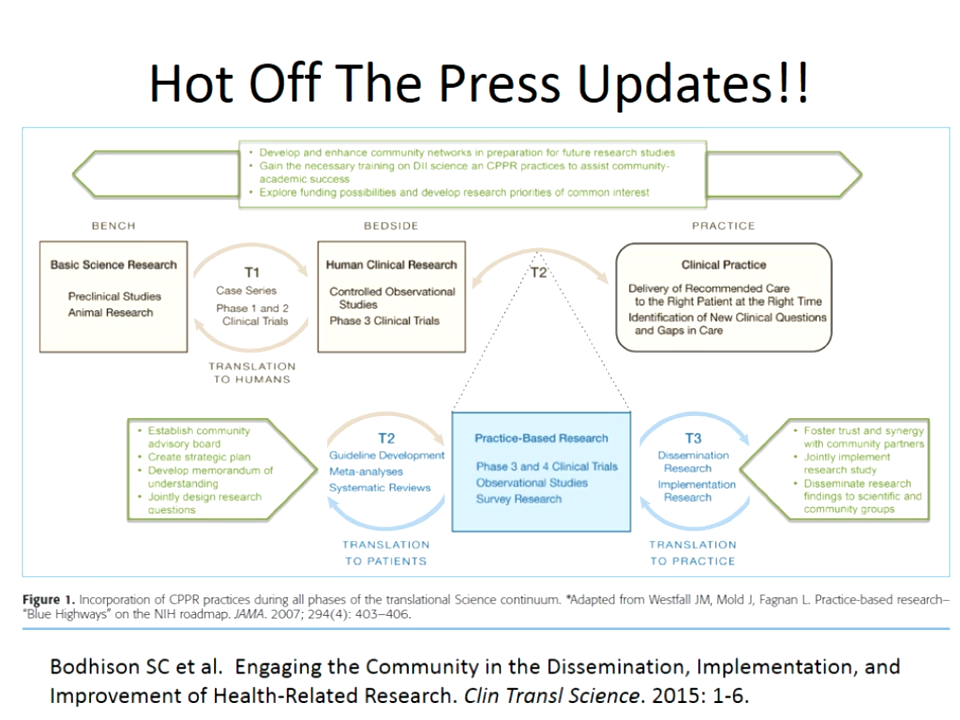 Hot Off The Press Updates!!
• Develop and enhance community networks in preparation for future research studies
• Gain the necessary training on DII science an CPPR practices to assist community-
academic success
• Explore funding possibilities and develop research priorities of common interest
BENCH
BEDSIDE
PRACTICE
Basic Science Research
Preclinical Studies
Animal Research
T1
Case Series
Phase 1 and 2
Clinical Trials
TRANSLATION
TO HUMANS
Human Clinical Research
Controlled Observational
Studies
Phase 3 Clinical Trials
T2
Clinical Practice
Delivery of Recommended Care
to the Right Patient at the Right Time
Identification of New Clinical Questions
and Gaps in Care
• Establish community
advisory board
• Create strategic plan
• Develop memorandum of
understanding
• Jointly design research
questions
T2
Guideline Development
Meta-analyses
Systematic Reviews
TRANSLATION
TO PATIENTS
Practice-Based Research
Phase 3 and 4 Clinical Trials
Observational Studies
Survey Research
T3
Dissemination
Research
Implementation
Research
TRANSLATION
TO PRACTICE
• Foster trust and synergy
with community partners
• Jointly implement
research study
• Disseminate research
findings to scientific and
community groups
Figure 1. Incorporation of CPPR practices during all phases of the translational Science continuum. *Adapted from Westfall JM, Mold J, Fagnan L. Practice-based research–
"Blue Highways" on the NIH roadmap. JAMA. 2007; 294(4): 403–406.
Bodhison SC et al.  Engaging the Community in the Dissemination, Implementation, and
Improvement of Health-Related Research. Clin Transl Science. 2015: 1-6.